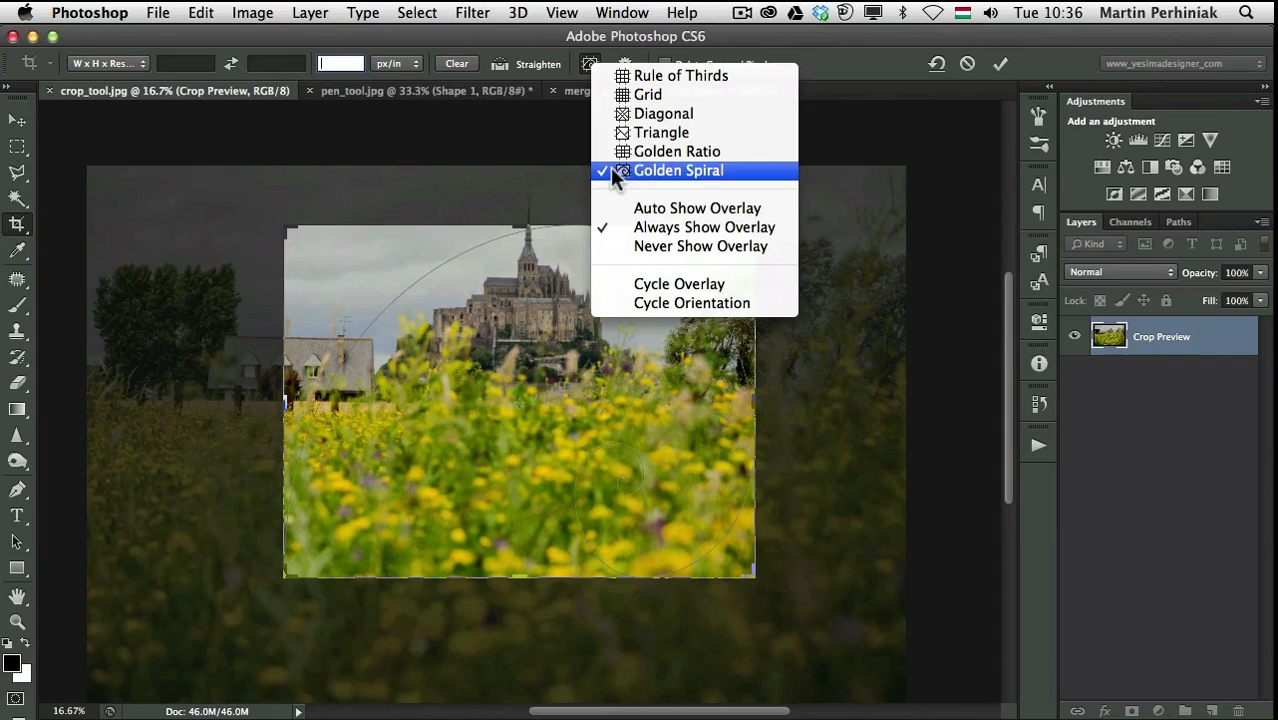 Photoshop File Edit Image Layer Type Select Filter 3D View Window Help Tue 10:36 Martin Perhiniak
Adobe Photoshop CS6
W x H x Res... px/in Clear Straighten www_yesimadesigner_com
crop_tool.jpg @ 16.7% (Crop Preview, RGB/8) × pen_tool.jpg @ 33.3% (Shape 1, RGB/8#) * ×
Rule of Thirds
Grid
Diagonal
Triangle
Golden Ratio
Golden Spiral
Auto Show Overlay
Always Show Overlay
Never Show Overlay
Cycle Overlay
Cycle Orientation
Adjustments
Add an adjustment
Layers Channels Paths
Kind
Normal Opacity: 100%
Lock: Fill: 100%
Crop Preview
16.67% Doc: 46.0M/46.0M